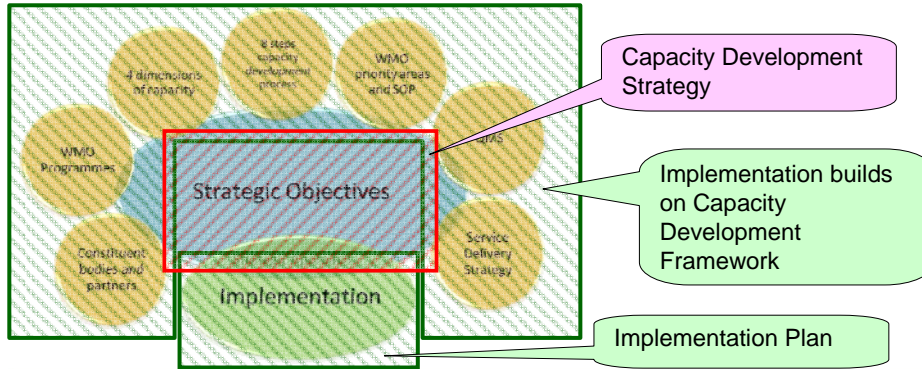 8 steps
capacity
development
process
WMO
priority areas
and SOP
4 dimensions
of capacity
QMS
WMO
Programmes
Strategic Objectives
Constituent
bodies and
partners
Service
Delivery
Strategy
Implementation
Capacity Development
Strategy
Implementation builds
on Capacity
Development
Framework
Implementation Plan